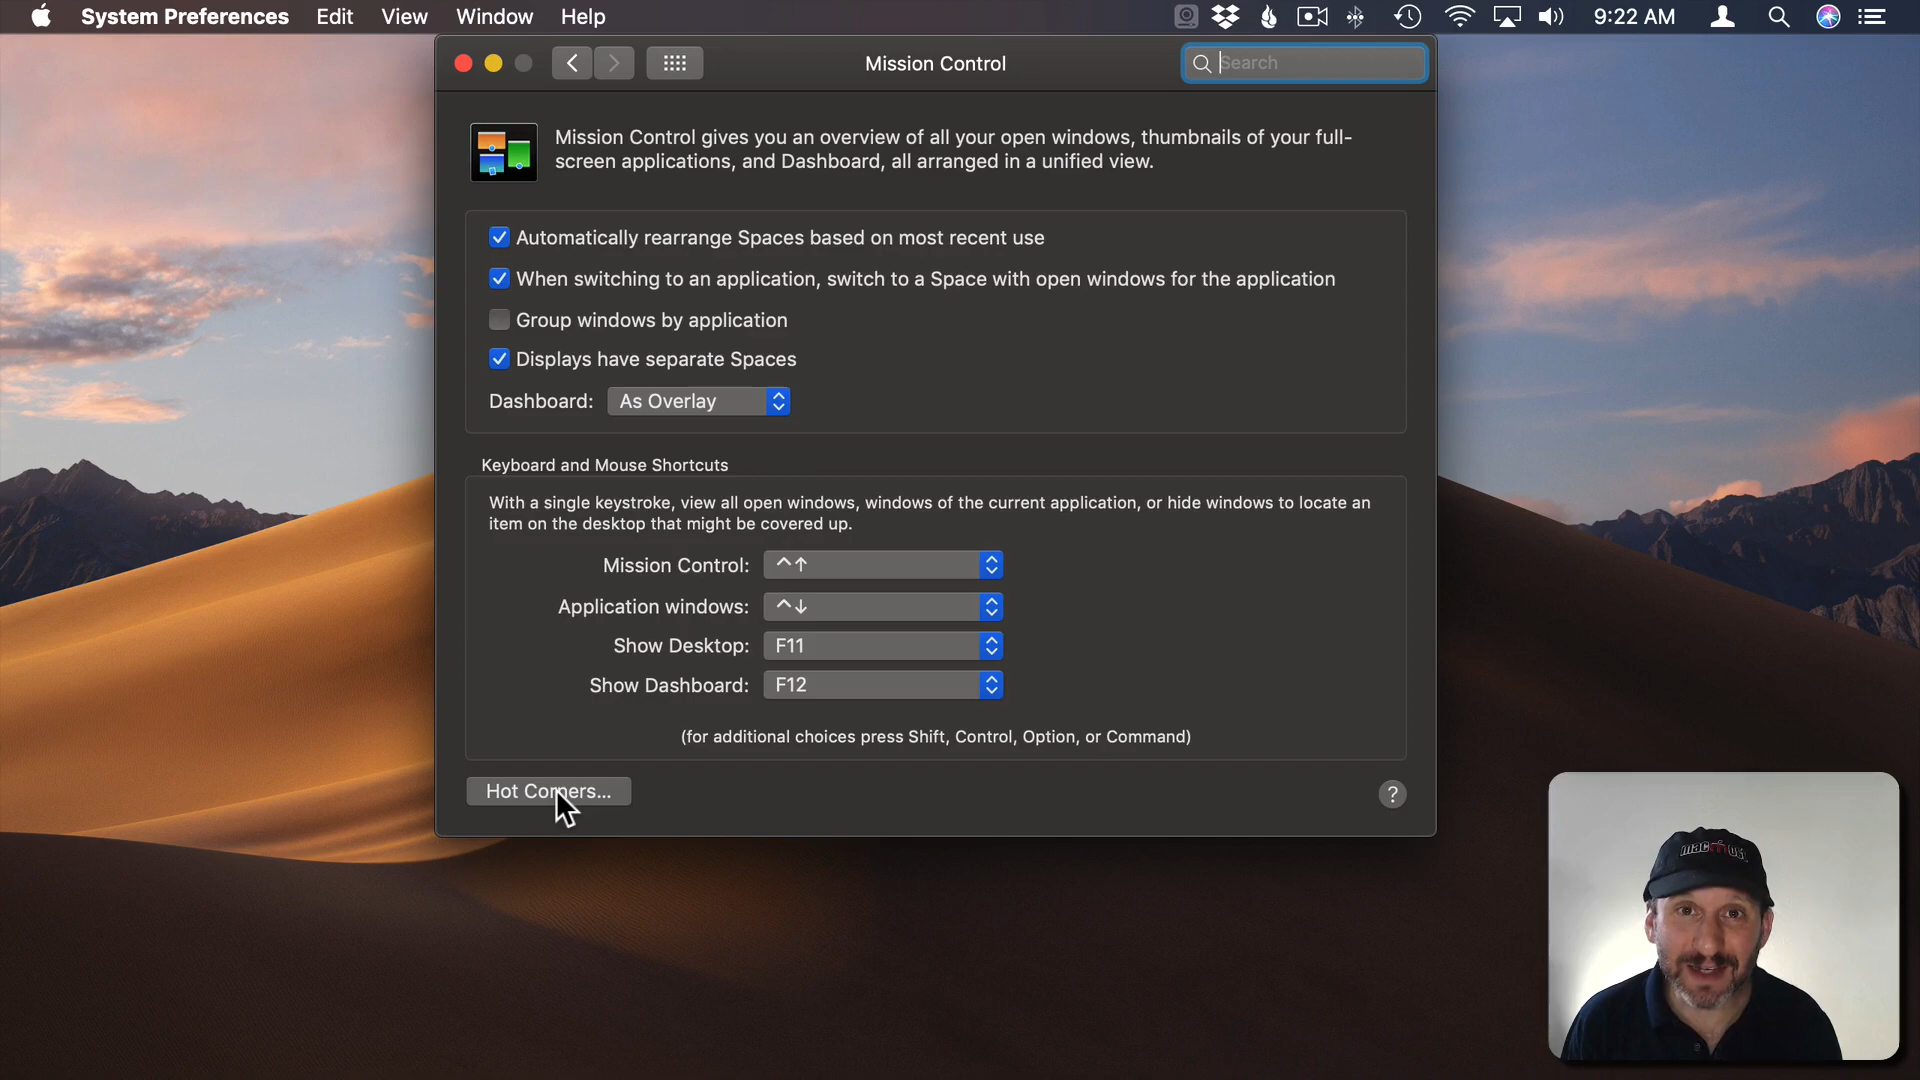 System Preferences Edit View Window Help 9:22 AM
Mission Control Search
Mission Control gives you an overview of all your open windows, thumbnails of your full-
screen applications, and Dashboard, all arranged in a unified view.
Automatically rearrange Spaces based on most recent use
When switching to an application, switch to a Space with open windows for the application
Group windows by application
Displays have separate Spaces
Dashboard: As Overlay
Keyboard and Mouse Shortcuts
With a single keystroke, view all open windows, windows of the current application, or hide windows to locate an
item on the desktop that might be covered up.
Mission Control: ^↑
Application windows: ^↓
Show Desktop: F11
Show Dashboard: F12
(for additional choices press Shift, Control, Option, or Command)
Hot Corners... ?